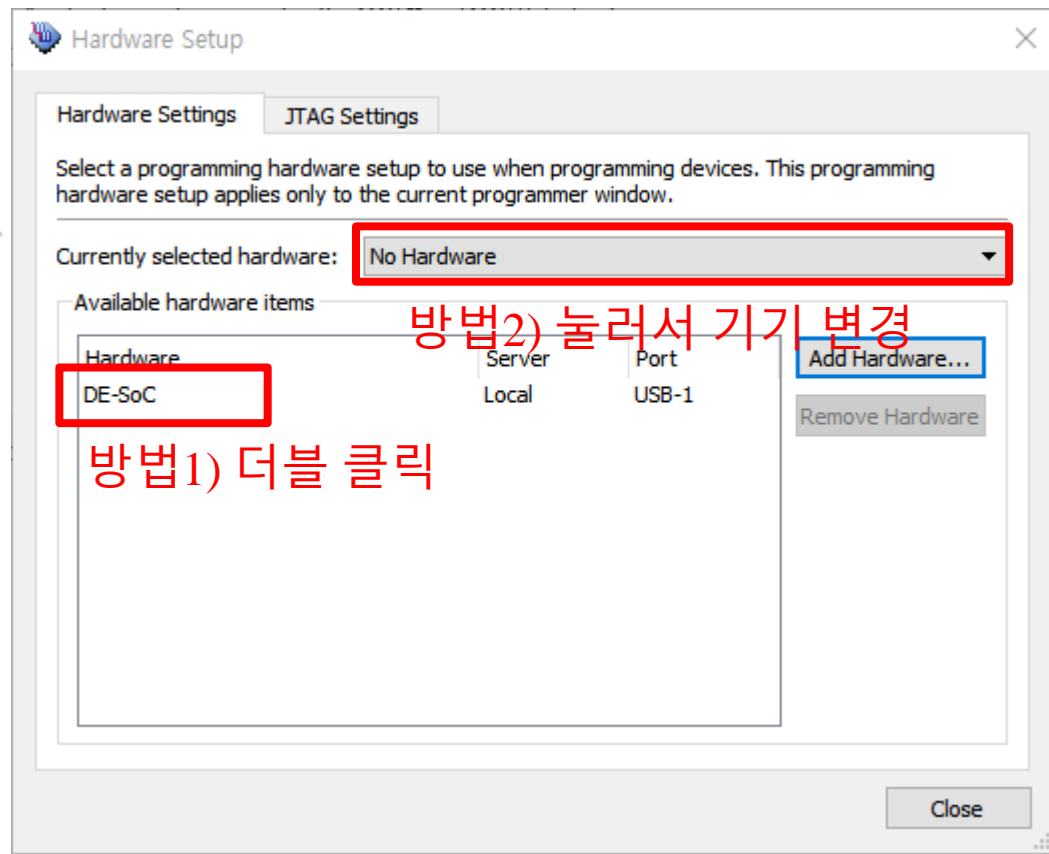 Hardware Setup
Hardware Settings
JTAG Settings
Select a programming hardware setup to use when programming devices. This programming
hardware setup applies only to the current programmer window.
Currently selected hardware:
No Hardware
Available hardware items
방법2) 눌러서 기기 변경
Hardware
Server
Port
Add Hardware...
DE-SoC
Local
USB-1
Remove Hardware
방법1) 더블 클릭
Close